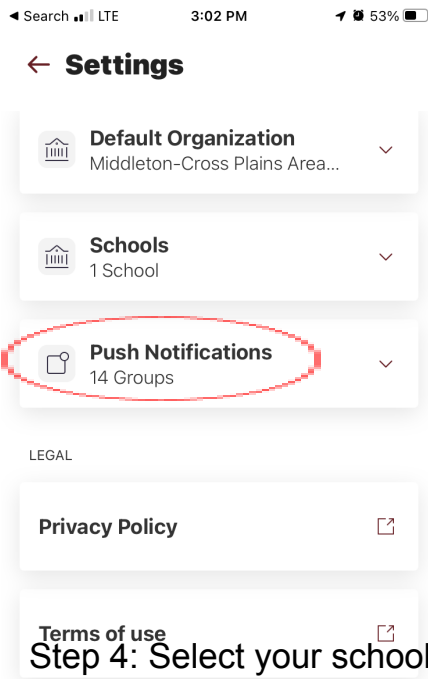 ◀ Search LTE 3:02 PM 53%
← Settings
Default Organization
Middleton-Cross Plains Area...
Schools
1 School
Push Notifications
14 Groups
LEGAL
Privacy Policy
Terms of use
Step 4: Select your school